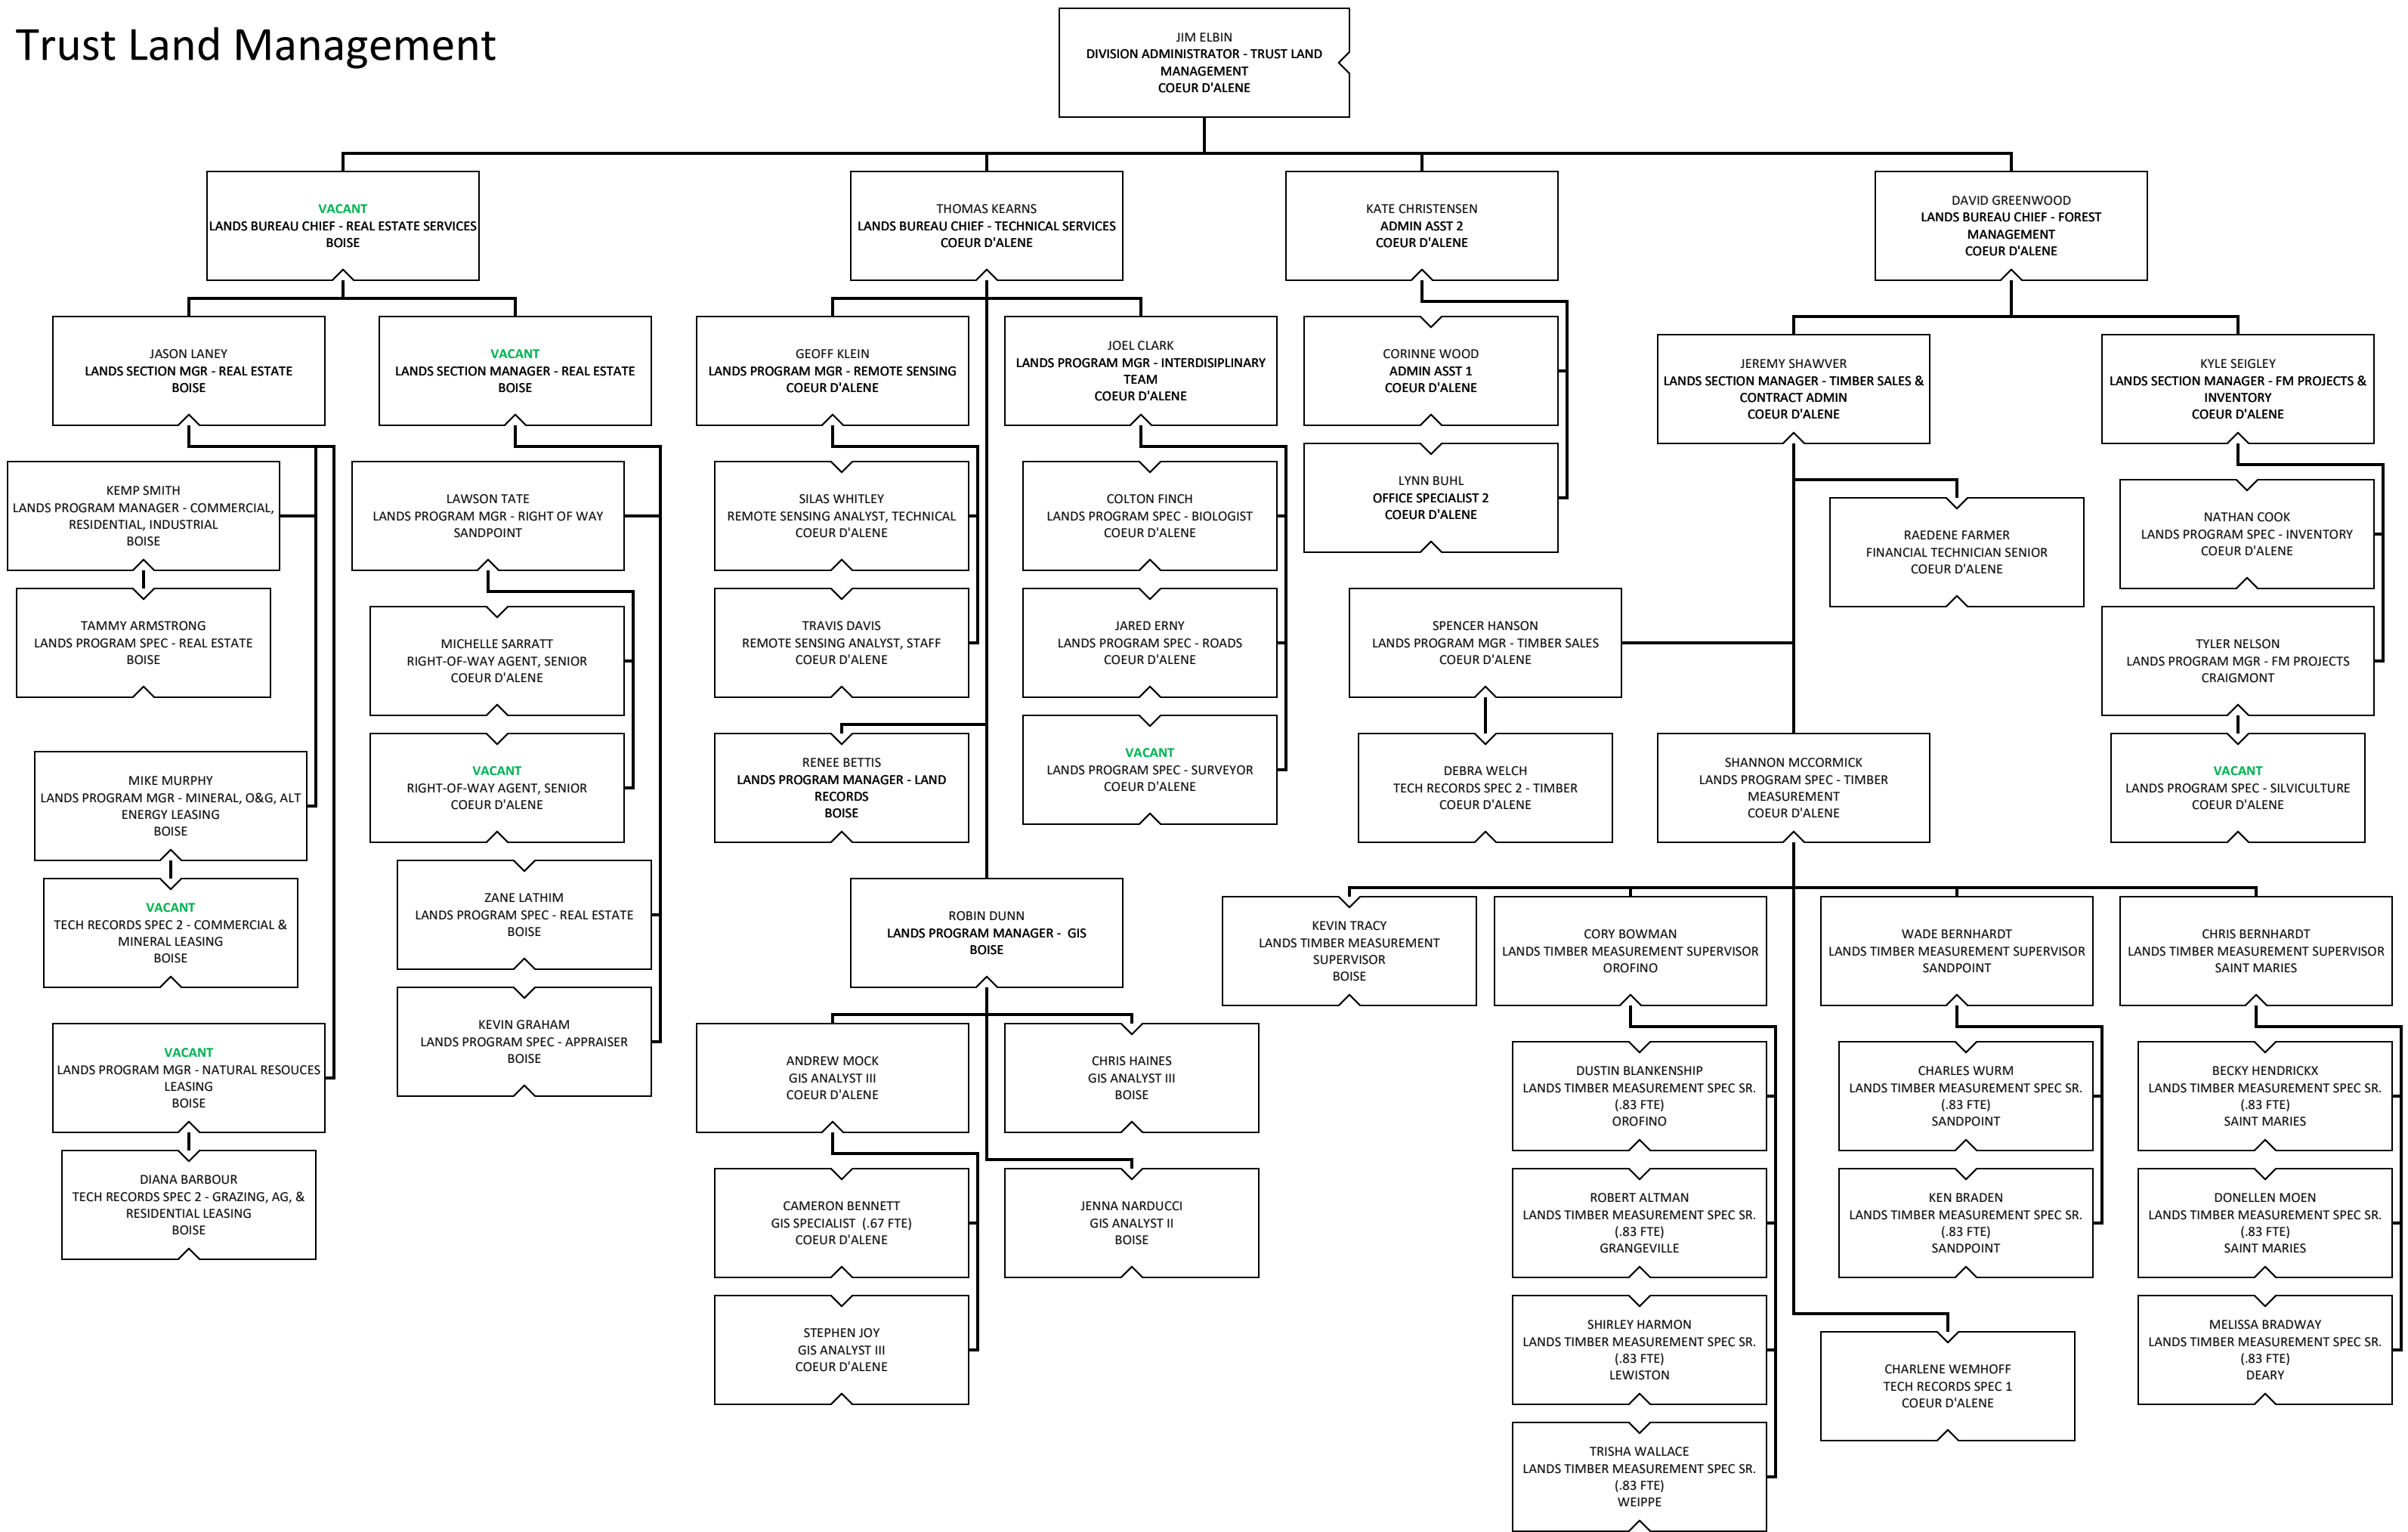 Trust Land Management
JIM ELBIN
DIVISION ADMINISTRATOR - TRUST LAND
MANAGEMENT
COEUR D'ALENE
VACANT
LANDS BUREAU CHIEF - REAL ESTATE SERVICES
BOISE
THOMAS KEARNS
LANDS BUREAU CHIEF - TECHNICAL SERVICES
COEUR D'ALENE
KATE CHRISTENSEN
ADMIN ASST 2
COEUR D'ALENE
DAVID GREENWOOD
LANDS BUREAU CHIEF - FOREST
MANAGEMENT
COEUR D'ALENE
JASON LANEY
LANDS SECTION MGR - REAL ESTATE
BOISE
VACANT
LANDS SECTION MANAGER - REAL ESTATE
BOISE
GEOFF KLEIN
LANDS PROGRAM MGR - REMOTE SENSING
COEUR D'ALENE
JOEL CLARK
LANDS PROGRAM MGR - INTERDISIPLINARY
TEAM
COEUR D'ALENE
CORINNE WOOD
ADMIN ASST 1
COEUR D'ALENE
JEREMY SHAWVER
LANDS SECTION MANAGER - TIMBER SALES &
CONTRACT ADMIN
COEUR D'ALENE
KYLE SEIGLEY
LANDS SECTION MANAGER - FM PROJECTS &
INVENTORY
COEUR D'ALENE
KEMP SMITH
LANDS PROGRAM MANAGER - COMMERCIAL,
RESIDENTIAL, INDUSTRIAL
BOISE
LAWSON TATE
LANDS PROGRAM MGR - RIGHT OF WAY
SANDPOINT
SILAS WHITLEY
REMOTE SENSING ANALYST, TECHNICAL
COEUR D'ALENE
COLTON FINCH
LANDS PROGRAM SPEC - BIOLOGIST
COEUR D'ALENE
LYNN BUHL
OFFICE SPECIALIST 2
COEUR D'ALENE
RAEDENE FARMER
FINANCIAL TECHNICIAN SENIOR
COEUR D'ALENE
NATHAN COOK
LANDS PROGRAM SPEC - INVENTORY
COEUR D'ALENE
TAMMY ARMSTRONG
LANDS PROGRAM SPEC - REAL ESTATE
BOISE
MICHELLE SARRATT
RIGHT-OF-WAY AGENT, SENIOR
COEUR D'ALENE
TRAVIS DAVIS
REMOTE SENSING ANALYST, STAFF
COEUR D'ALENE
JARED ERNY
LANDS PROGRAM SPEC - ROADS
COEUR D'ALENE
SPENCER HANSON
LANDS PROGRAM MGR - TIMBER SALES
COEUR D'ALENE
TYLER NELSON
LANDS PROGRAM MGR - FM PROJECTS
CRAIGMONT
MIKE MURPHY
LANDS PROGRAM MGR - MINERAL, O&G, ALT
ENERGY LEASING
BOISE
VACANT
RIGHT-OF-WAY AGENT, SENIOR
COEUR D'ALENE
RENEE BETTIS
LANDS PROGRAM MANAGER - LAND
RECORDS
BOISE
VACANT
LANDS PROGRAM SPEC - SURVEYOR
COEUR D'ALENE
DEBRA WELCH
TECH RECORDS SPEC 2 - TIMBER
COEUR D'ALENE
SHANNON MCCORMICK
LANDS PROGRAM SPEC - TIMBER
MEASUREMENT
COEUR D'ALENE
VACANT
LANDS PROGRAM SPEC - SILVICULTURE
COEUR D'ALENE
VACANT
TECH RECORDS SPEC 2 - COMMERCIAL &
MINERAL LEASING
BOISE
ZANE LATHIM
LANDS PROGRAM SPEC - REAL ESTATE
BOISE
ROBIN DUNN
LANDS PROGRAM MANAGER -  GIS
BOISE
KEVIN TRACY
LANDS TIMBER MEASUREMENT
SUPERVISOR
BOISE
CORY BOWMAN
LANDS TIMBER MEASUREMENT SUPERVISOR
OROFINO
WADE BERNHARDT
LANDS TIMBER MEASUREMENT SUPERVISOR
SANDPOINT
CHRIS BERNHARDT
LANDS TIMBER MEASUREMENT SUPERVISOR
SAINT MARIES
VACANT
LANDS PROGRAM MGR - NATURAL RESOUCES
LEASING
BOISE
KEVIN GRAHAM
LANDS PROGRAM SPEC - APPRAISER
BOISE
ANDREW MOCK
GIS ANALYST III
COEUR D'ALENE
CHRIS HAINES
GIS ANALYST III
BOISE
DUSTIN BLANKENSHIP
LANDS TIMBER MEASUREMENT SPEC SR.
(.83 FTE)
OROFINO
CHARLES WURM
LANDS TIMBER MEASUREMENT SPEC SR.
(.83 FTE)
SANDPOINT
BECKY HENDRICKX
LANDS TIMBER MEASUREMENT SPEC SR.
(.83 FTE)
SAINT MARIES
DIANA BARBOUR
TECH RECORDS SPEC 2 - GRAZING, AG, &
RESIDENTIAL LEASING
BOISE
CAMERON BENNETT
GIS SPECIALIST  (.67 FTE)
COEUR D'ALENE
JENNA NARDUCCI
GIS ANALYST II
BOISE
ROBERT ALTMAN
LANDS TIMBER MEASUREMENT SPEC SR.
(.83 FTE)
GRANGEVILLE
KEN BRADEN
LANDS TIMBER MEASUREMENT SPEC SR.
(.83 FTE)
SANDPOINT
DONELLEN MOEN
LANDS TIMBER MEASUREMENT SPEC SR.
(.83 FTE)
SAINT MARIES
STEPHEN JOY
GIS ANALYST III
COEUR D'ALENE
SHIRLEY HARMON
LANDS TIMBER MEASUREMENT SPEC SR.
(.83 FTE)
LEWISTON
CHARLENE WEMHOFF
TECH RECORDS SPEC 1
COEUR D'ALENE
MELISSA BRADWAY
LANDS TIMBER MEASUREMENT SPEC SR.
(.83 FTE)
DEARY
TRISHA WALLACE
LANDS TIMBER MEASUREMENT SPEC SR.
(.83 FTE)
WEIPPE